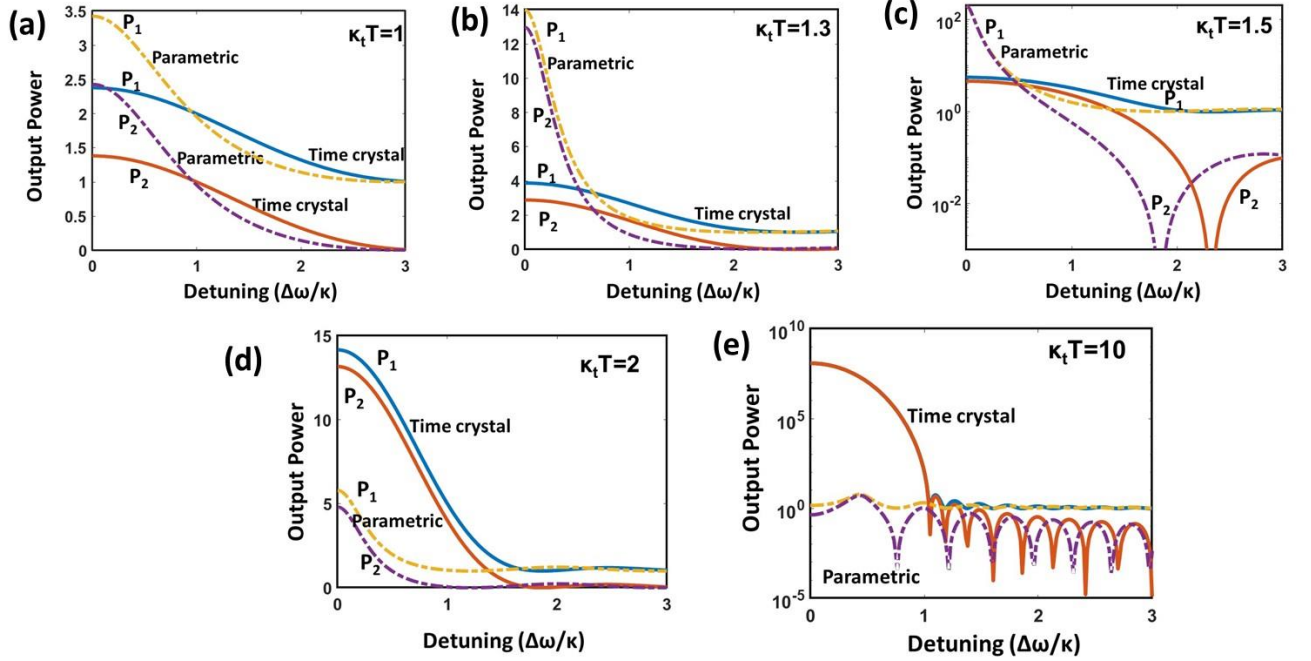 (a)
κtT=1
3.5
3
2.5
2
1.5
1
0.5
0
P1
Parametric
P1
P2
Parametric
Time crystal
P2
Time crystal
0 1 2 3
Output Power
Detuning (Δω/κ)
(b)
κtT=1.3
14
12
10
8
6
4
2
0
P1
Parametric
P2
P1
Time crystal
P2
0 1 2 3
Output Power
Detuning (Δω/κ)
(c)
κtT=1.5
10^2
10^0
10^-2
P1
Parametric
Time crystal
P1
P2
P2
0 1 2 3
Output Power
Detuning (Δω/κ)
(d)
κtT=2
15
10
5
0
P1
P2
Time crystal
P1
Parametric
P2
0 1 2 3
Output Power
Detuning (Δω/κ)
(e)
κtT=10
10^10
10^5
10^0
10^-5
Time crystal
Parametric
0 1 2 3
Output Power
Detuning (Δω/κ)